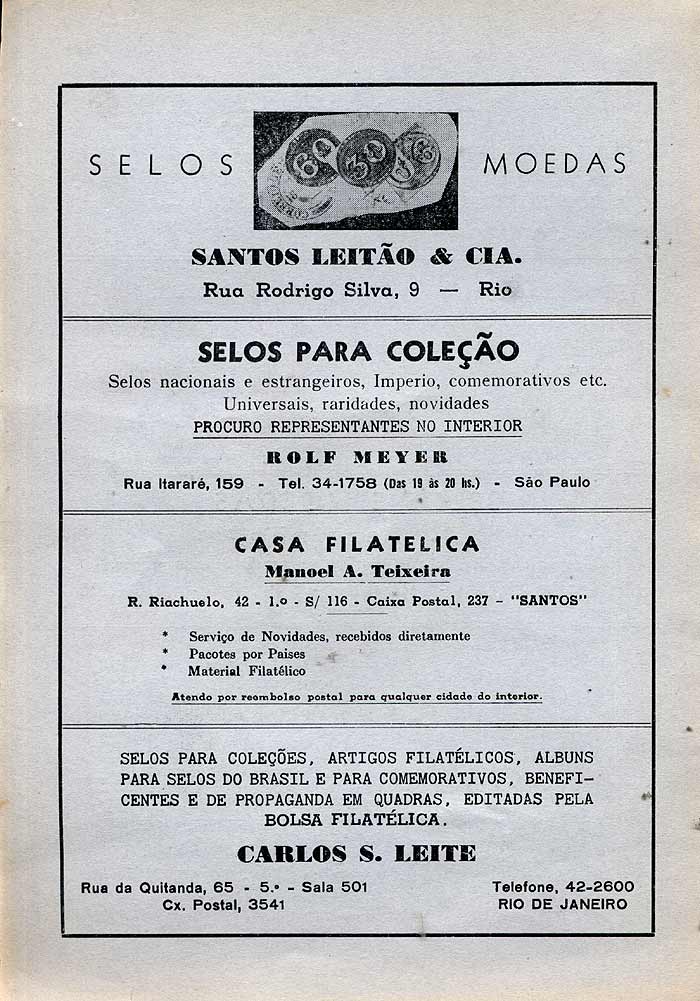 SELOS MOEDAS
60 30
SANTOS LEITÃO & CIA.
Rua Rodrigo Silva, 9 — Rio
SELOS PARA COLEÇÃO
Selos nacionais e estrangeiros, Imperio, comemorativos etc.
Universais, raridades, novidades
PROCURO REPRESENTANTES NO INTERIOR
ROLF MEYER
Rua Itararé, 159 - Tel. 34-1758 (Das 19 às 20 hs.) - São Paulo
CASA FILATELICA
Manoel A. Teixeira
R. Riachuelo, 42 - 1.º - S/ 116 - Caixa Postal, 237 - "SANTOS"
* Serviço de Novidades, recebidos diretamente
* Pacotes por Paises
* Material Filatélico
Atendo por reembolso postal para qualquer cidade do interior.
SELOS PARA COLEÇÕES, ARTIGOS FILATÉLICOS, ALBUNS
PARA SELOS DO BRASIL E PARA COMEMORATIVOS, BENEFI-
CENTES E DE PROPAGANDA EM QUADRAS, EDITADAS PELA
BOLSA FILATÉLICA.
CARLOS S. LEITE
Rua da Quitanda, 65 - 5.º - Sala 501 Telefone, 42-2600
Cx. Postal, 3541 RIO DE JANEIRO